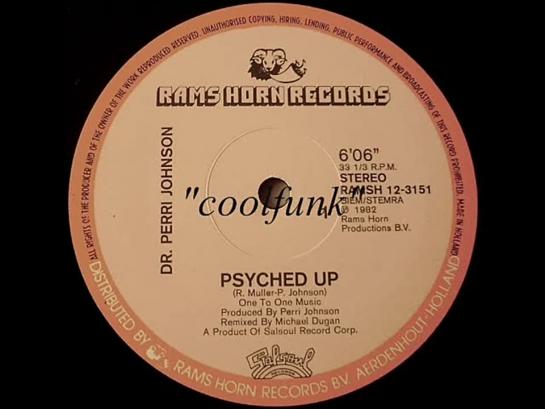 ALL RIGHTS OF THE PRODUCER AND OF THE OWNER OF THE WORK REPRODUCED RESERVED. UNAUTHORISED COPYING, HIRING, LENDING, PUBLIC PERFORMANCE AND BROADCASTING OF THIS RECORD PROHIBITED. MADE IN HOLLAND
RAMS HORN RECORDS
DR. PERRI JOHNSON
6'06"
33 1/3 R.P.M.
STEREO
RAMSH 12-3151
"coolfunk"
BIEM/STEMRA
℗ 1982
Rams Horn
Productions B.V.
PSYCHED UP
(R. Muller-P. Johnson)
One To One Music
Produced By Perri Johnson
Remixed By Michael Dugan
A Product Of Salsoul Record Corp.
Salsoul
RECORDS
DISTRIBUTED BY RAMS HORN RECORDS BV AERDENHOUT-HOLLAND